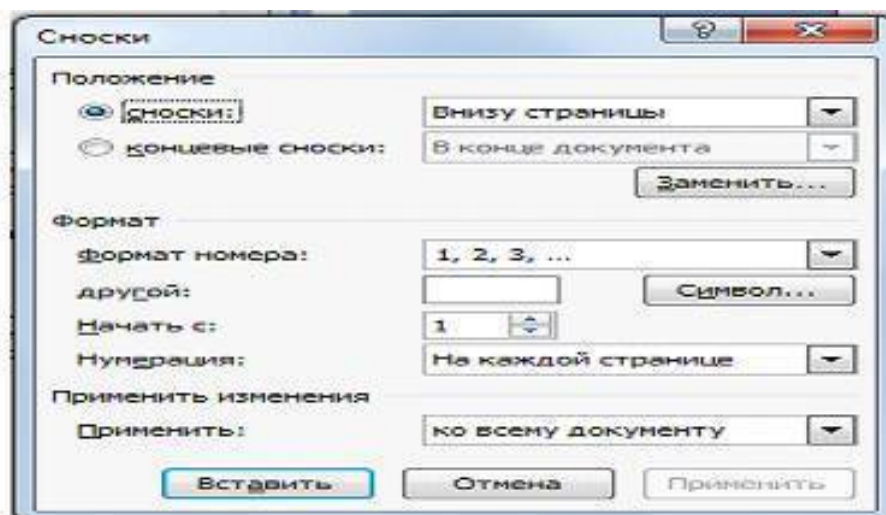 Сноски
Положение
сноски: Внизу страницы
концевые сноски: В конце документа
Заменить...
Формат
Формат номера: 1, 2, 3, ...
другой: Символ...
Начать с: 1
Нумерация: На каждой странице
Применить изменения
Применить: ко всему документу
Вставить Отмена Применить